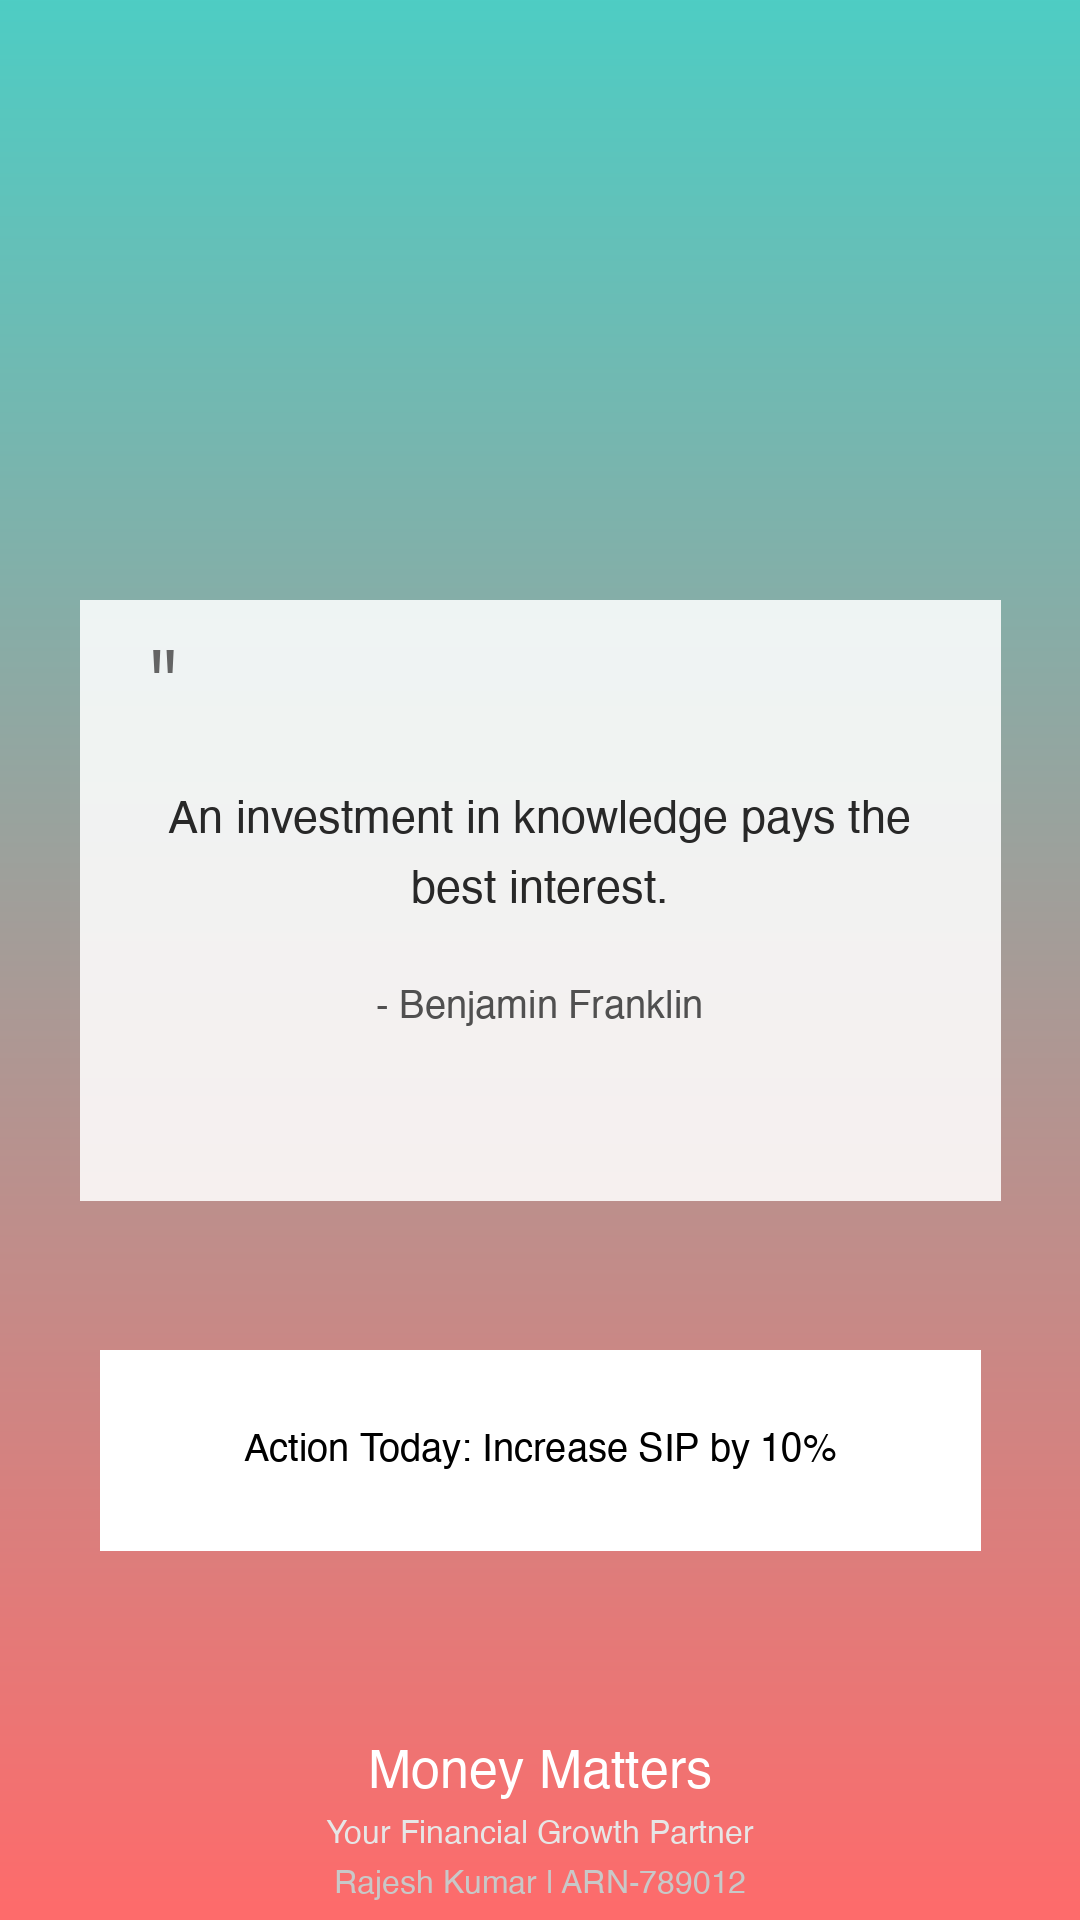 "
An investment in knowledge pays the
best interest.
- Benjamin Franklin
Action Today: Increase SIP by 10%
Money Matters
Your Financial Growth Partner
Rajesh Kumar | ARN-789012